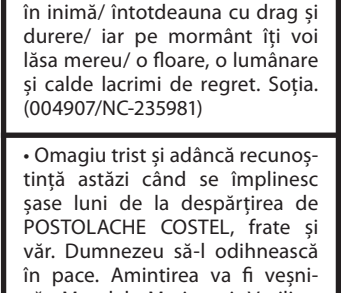 în inimă/ întotdeauna cu drag și
durere/ iar pe mormânt îți voi
lăsa mereu/ o floare, o lumânare
și calde lacrimi de regret. Soția.
(004907/NC-235981)
• Omagiu trist și adâncă recunoș-
tință astăzi când se împlinesc
șase luni de la despărțirea de
POSTOLACHE COSTEL, frate și
văr. Dumnezeu să-l odihnească
în pace. Amintirea va fi veșni-